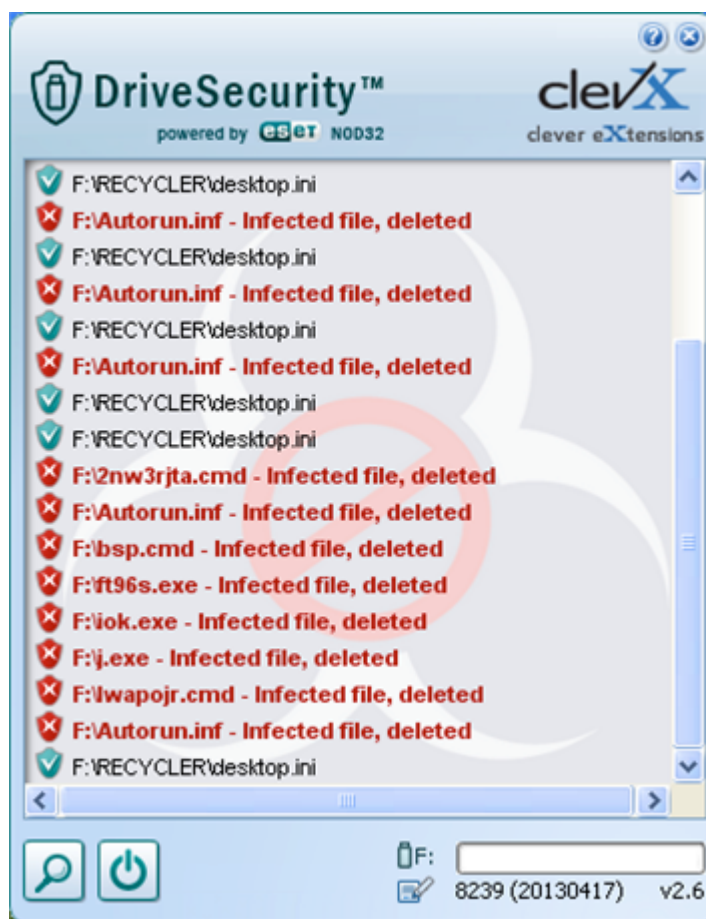 DriveSecurity™
powered by eseT NOD32
clevX
clever eXtensions
F:\RECYCLER\desktop.ini
F:\Autorun.inf - Infected file, deleted
F:\RECYCLER\desktop.ini
F:\Autorun.inf - Infected file, deleted
F:\RECYCLER\desktop.ini
F:\Autorun.inf - Infected file, deleted
F:\RECYCLER\desktop.ini
F:\RECYCLER\desktop.ini
F:\2nw3rjta.cmd - Infected file, deleted
F:\Autorun.inf - Infected file, deleted
F:\bsp.cmd - Infected file, deleted
F:\ft96s.exe - Infected file, deleted
F:\iok.exe - Infected file, deleted
F:\j.exe - Infected file, deleted
F:\lwapojr.cmd - Infected file, deleted
F:\Autorun.inf - Infected file, deleted
F:\RECYCLER\desktop.ini
F:
8239 (20130417) v2.6